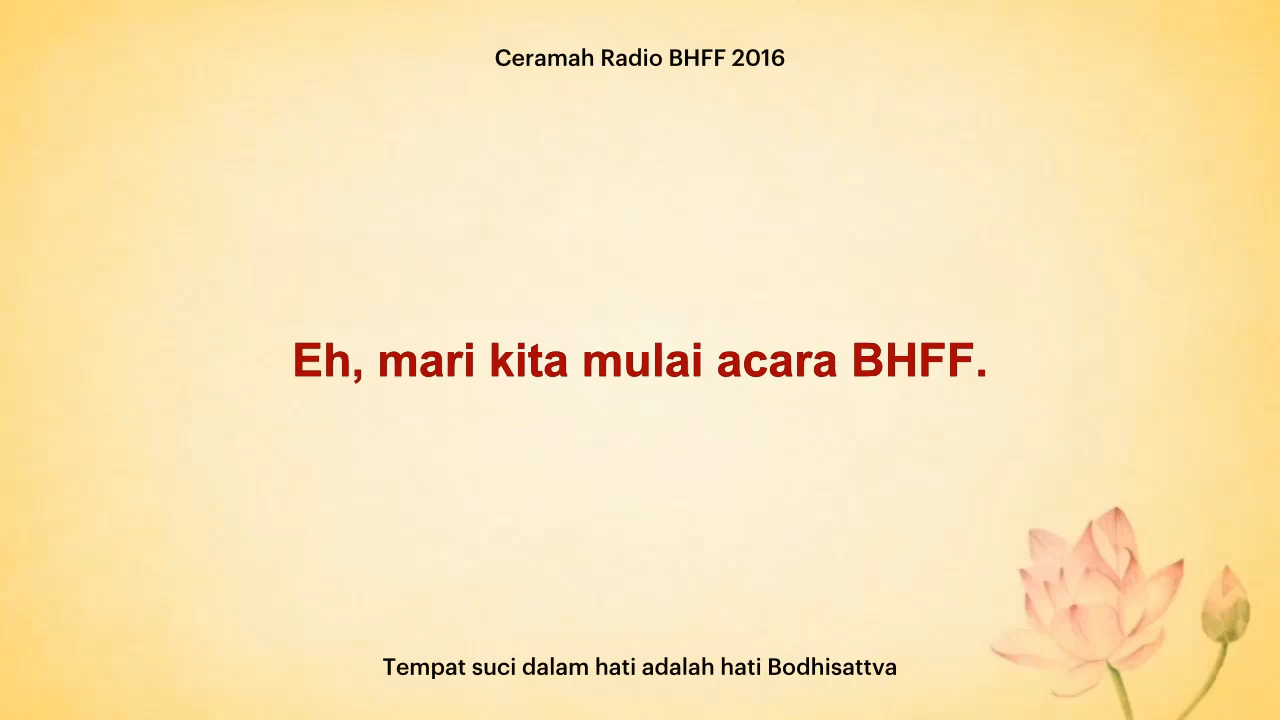 Ceramah Radio BHFF 2016
Eh, mari kita mulai acara BHFF.
Tempat suci dalam hati adalah hati Bodhisattva